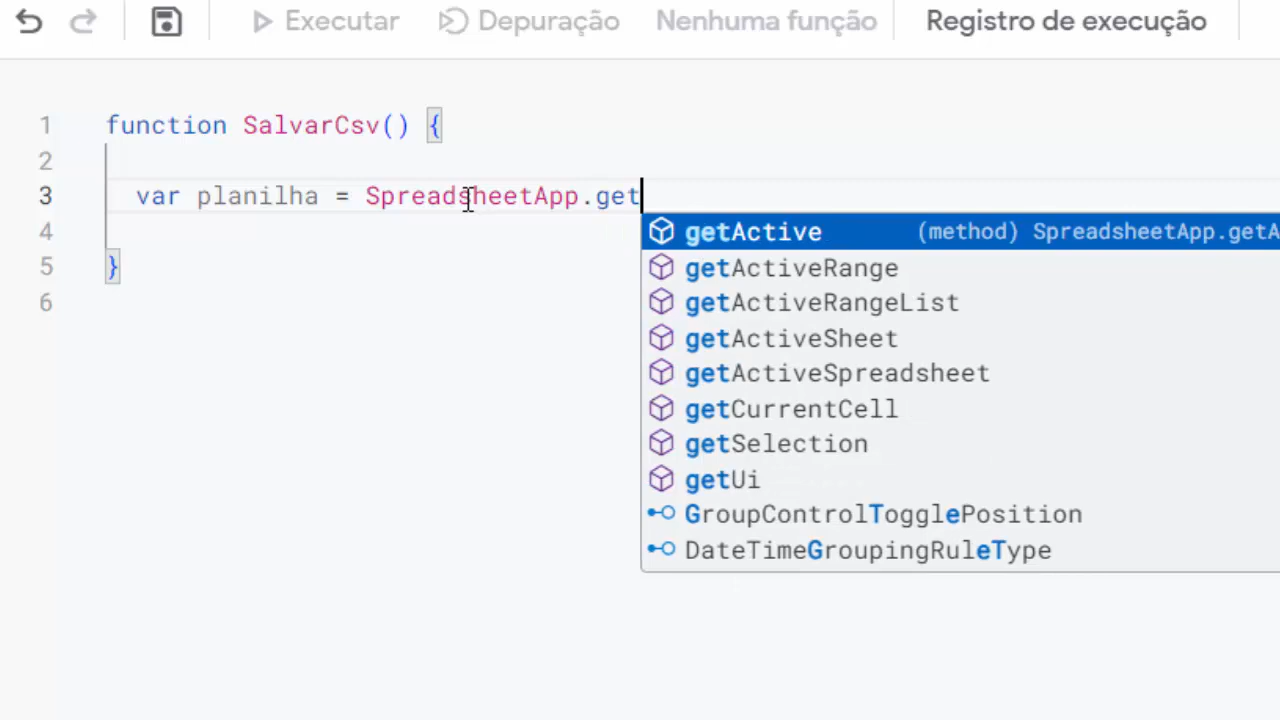 Executar Depuração Nenhuma função Registro de execução
1 function SalvarCsv() {
2
3 var planilha = SpreadsheetApp.get
getActive (method) SpreadsheetApp.getA
4
getActiveRange
5 }
getActiveRangeList
6
getActiveSheet
getActiveSpreadsheet
getCurrentCell
getSelection
getUi
GroupControlTogglePosition
DateTimeGroupingRuleType